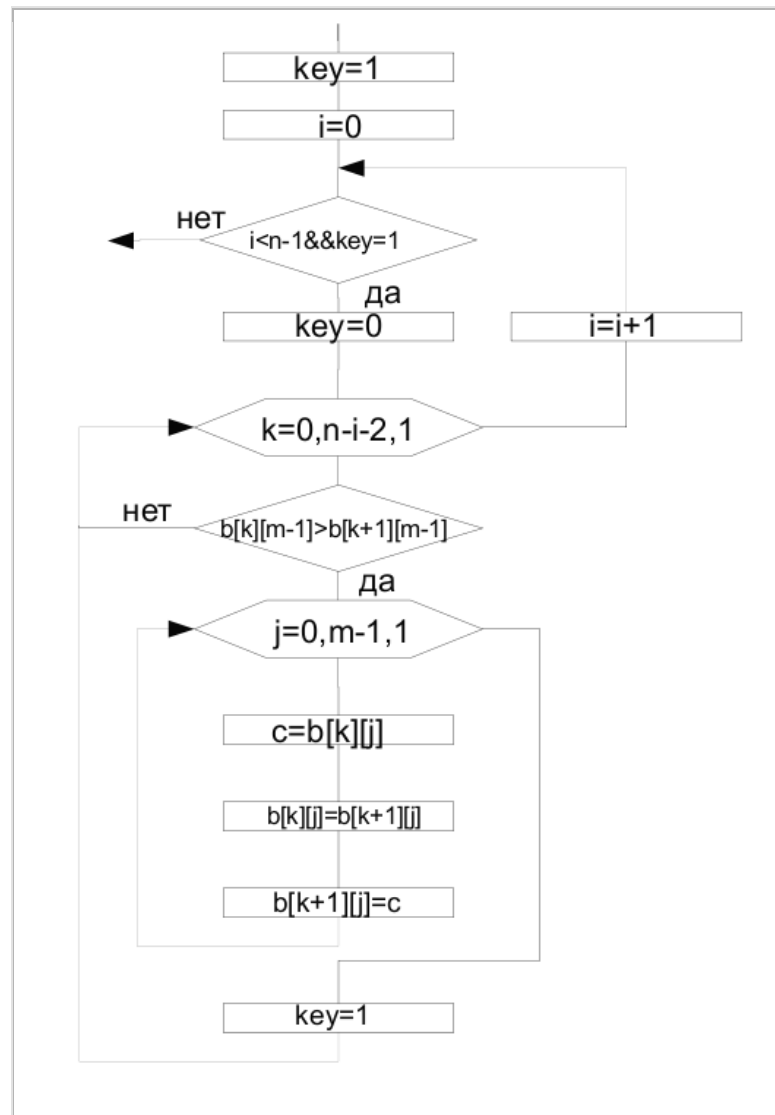 key=1
i=0
нет
i<n-1&&key=1
да
key=0
i=i+1
k=0,n-i-2,1
нет
b[k][m-1]>b[k+1][m-1]
да
j=0,m-1,1
c=b[k][j]
b[k][j]=b[k+1][j]
b[k+1][j]=c
key=1